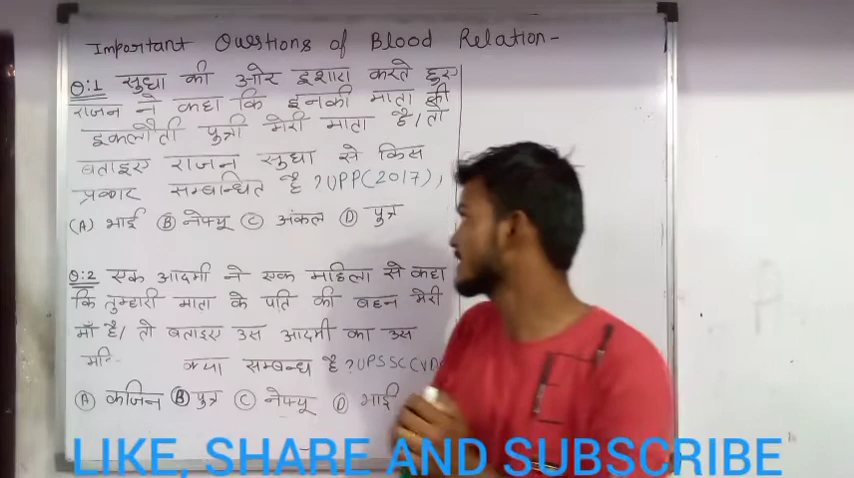 Important Questions of Blood Relation-
Q:1 सुधा की ओर इशारा करते हुए
राजन ने कहा कि इनकी माता की
इकलौती पुत्री मेरी माता है/तो
बताइए राजन सुधा से किस
प्रकार सम्बन्धित है ? UPP(2017),
(A) भाई (B) नेफ्यू (C) अंकल (D) पुत्र
Q:2 एक आदमी ने एक महिला से कहा
कि तुम्हारी माता के पति की बहन मेरी
माँ है/ तो बताइए उस आदमी का उस
क्या सम्बन्ध है ? UPSSSC(VDO
(A) कजिन (B) पुत्र (C) नेफ्यू (D) भाई
LIKE, SHARE AND SUBSCRIBE